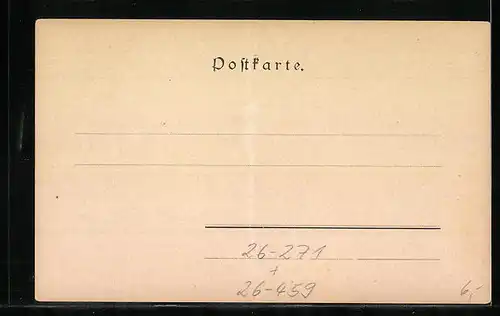 Postkarte.
26-271
+
26-459
6,-